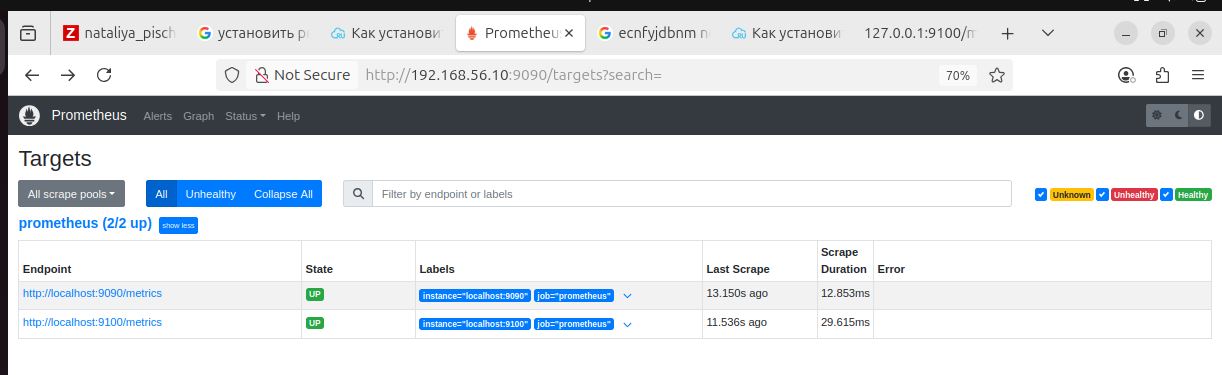 nataliya_pisch
установить p
Как установи
Prometheus
ecnfyjdbnm n
Как установи
127.0.0.1:9100/m
Not Secure http://192.168.56.10:9090/targets?search= 70%
Prometheus Alerts Graph Status Help
Targets
All scrape pools All Unhealthy Collapse All Filter by endpoint or labels Unknown Unhealthy Healthy
prometheus (2/2 up) show less
Endpoint State Labels Last Scrape Scrape Duration Error
http://localhost:9090/metrics UP instance="localhost:9090" job="prometheus" 13.150s ago 12.853ms
http://localhost:9100/metrics UP instance="localhost:9100" job="prometheus" 11.536s ago 29.615ms